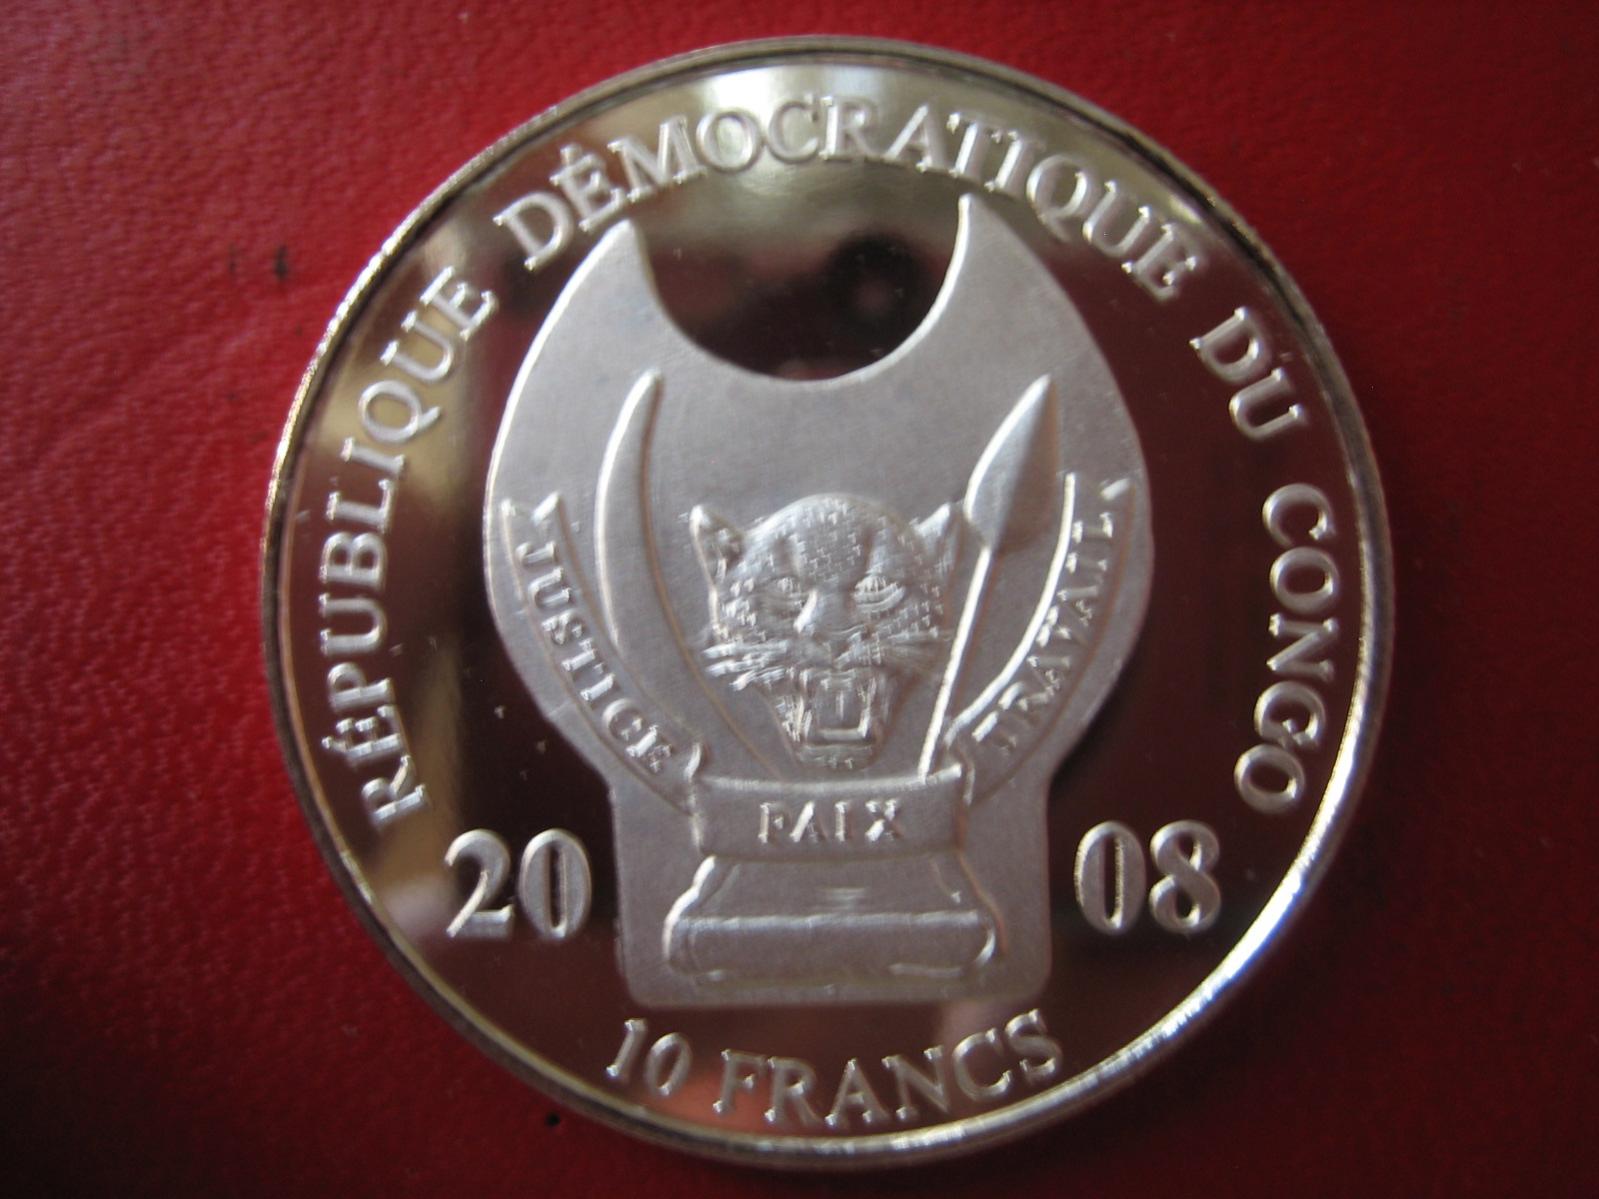 RÉPUBLIQUE DÉMOCRATIQUE DU CONGO
JUSTICE
TRAVAIL
PAIX
20 08
10 FRANCS